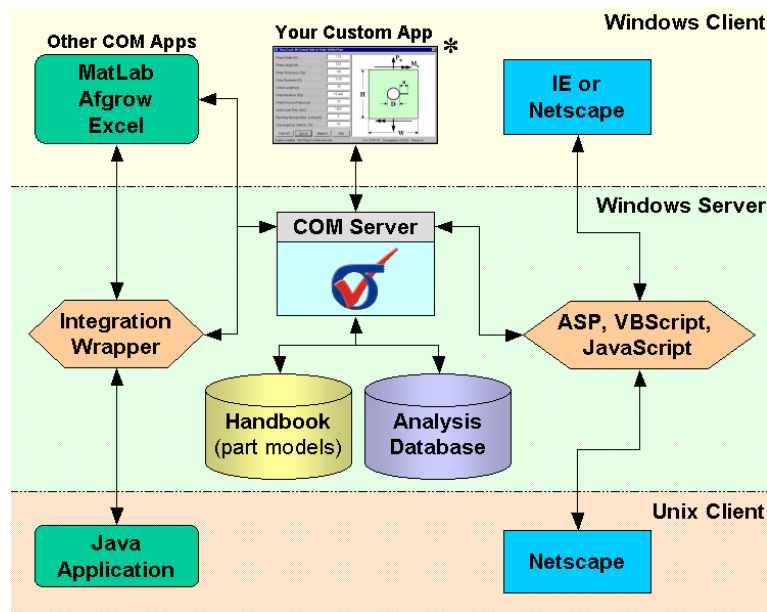 Windows Client
Other COM Apps
Your Custom App
*
MatLab
Afgrow
Excel
H
D
W
IE or
Netscape
Windows Server
COM Server
σ
Integration
Wrapper
ASP, VBScript,
JavaScript
Handbook
(part models)
Analysis
Database
Unix Client
Java
Application
Netscape